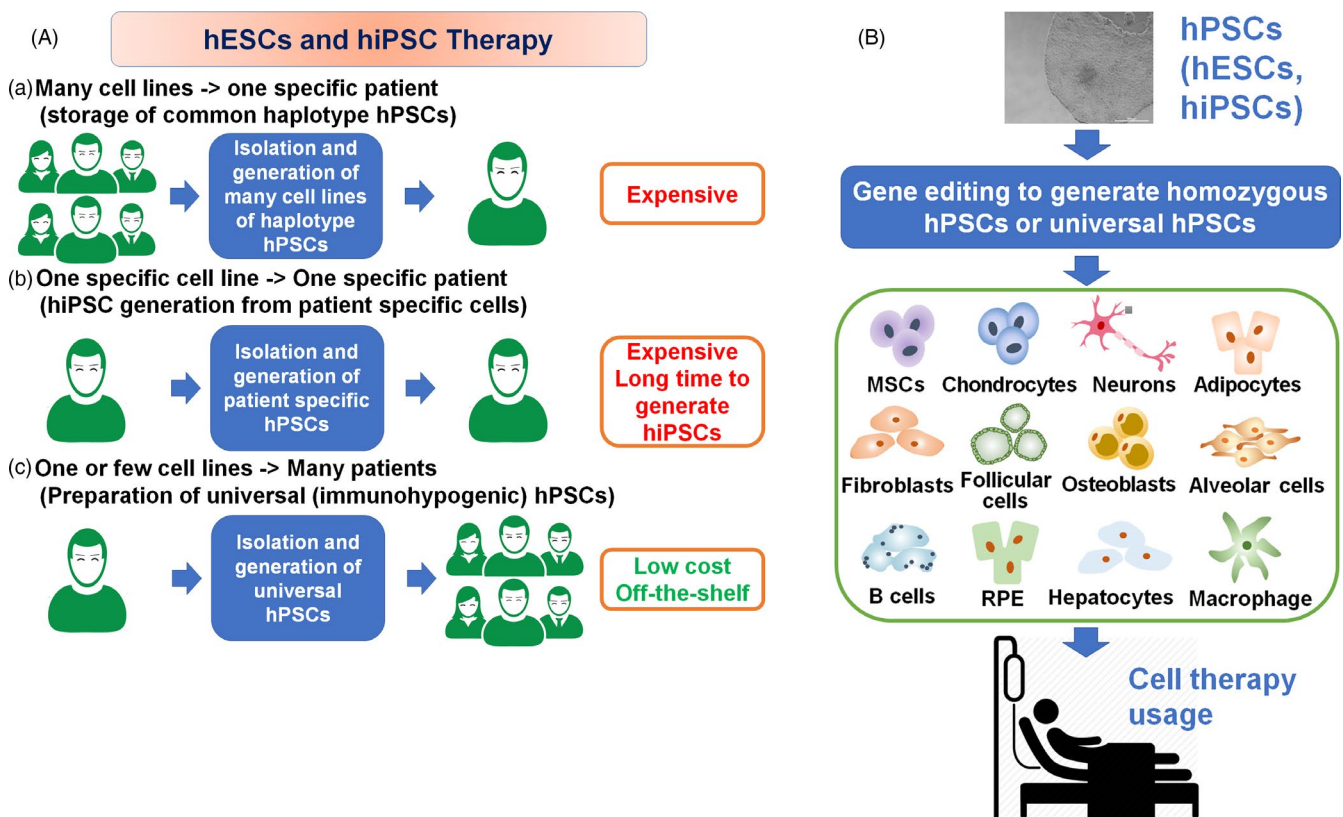 (A)
hESCs and hiPSC Therapy
(a) Many cell lines -> one specific patient
(storage of common haplotype hPSCs)
Isolation and
generation of
many cell lines
of haplotype
hPSCs
Expensive
(b) One specific cell line -> One specific patient
(hiPSC generation from patient specific cells)
Isolation and
generation of
patient specific
hPSCs
Expensive
Long time to
generate
hiPSCs
(c) One or few cell lines -> Many patients
(Preparation of universal (immunohypogenic) hPSCs)
Isolation and
generation of
universal
hPSCs
Low cost
Off-the-shelf
(B)
hPSCs
(hESCs,
hiPSCs)
Gene editing to generate homozygous
hPSCs or universal hPSCs
MSCs Chondrocytes Neurons Adipocytes
Fibroblasts Follicular cells Osteoblasts Alveolar cells
B cells RPE Hepatocytes Macrophage
Cell therapy
usage